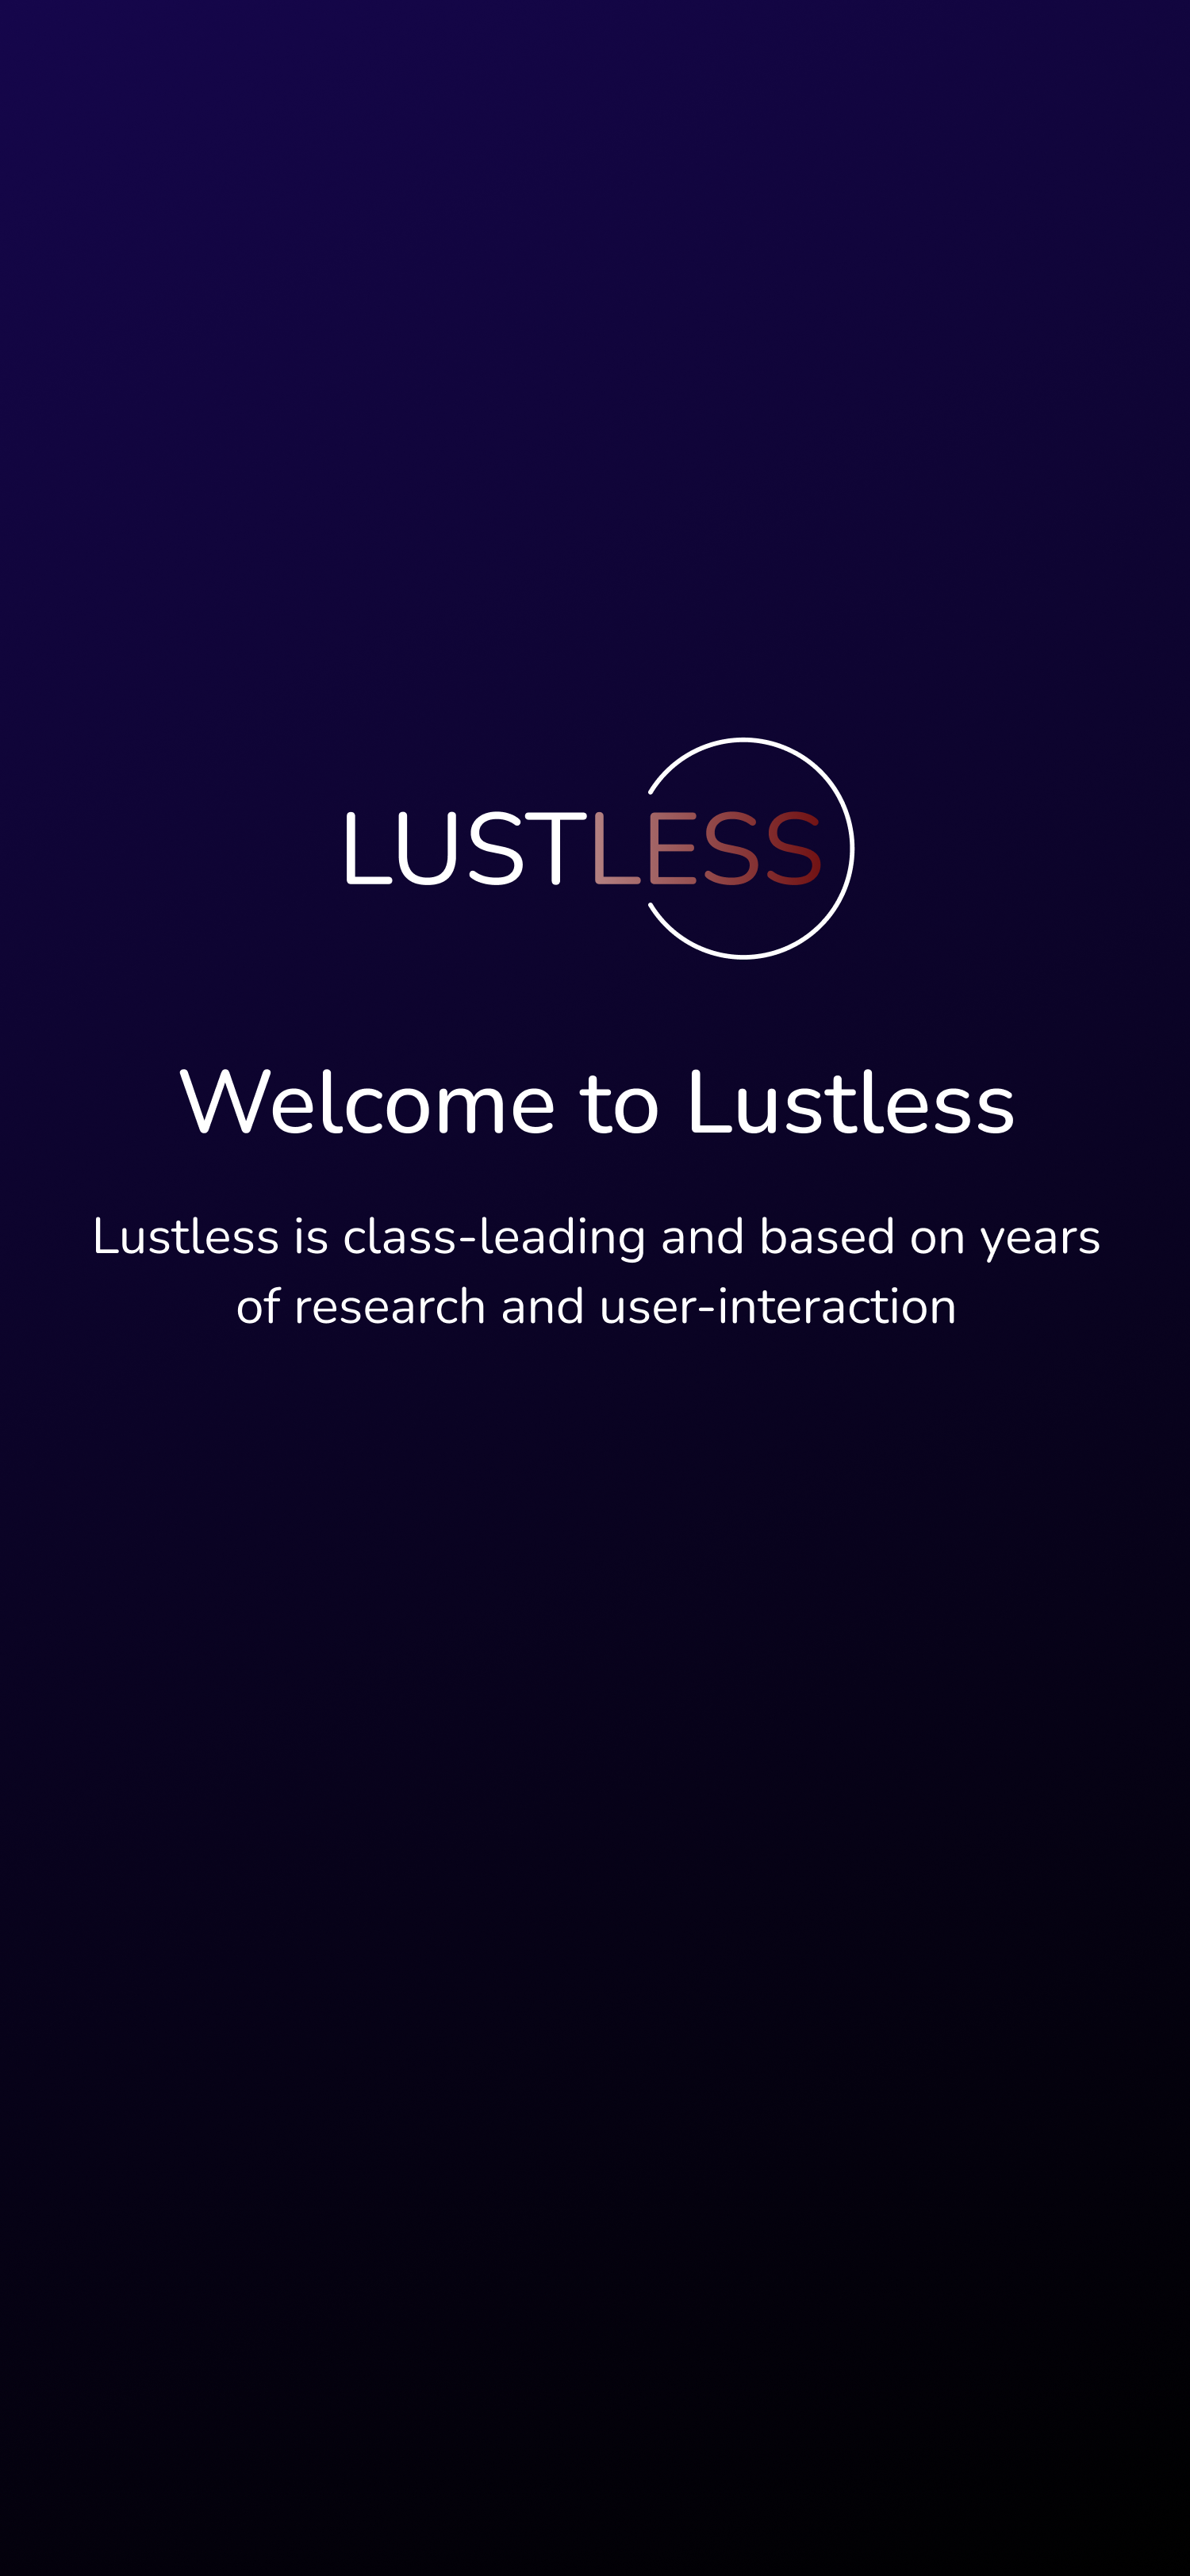 LUSTLESS
Welcome to Lustless
Lustless is class-leading and based on years
of research and user-interaction